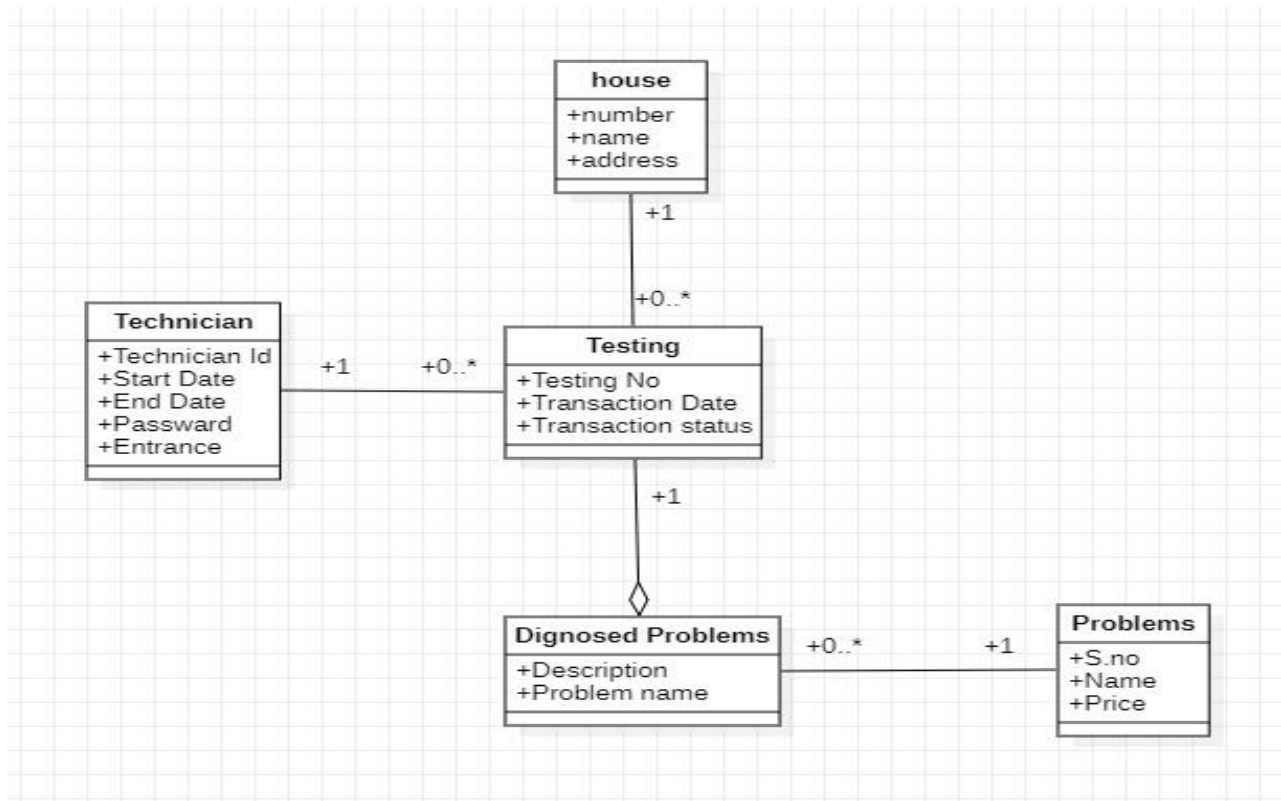 house
+number
+name
+address
+1
+0..*
Technician
+Technician Id
+Start Date
+End Date
+Passward
+Entrance
+1
+0..*
Testing
+Testing No
+Transaction Date
+Transaction status
+1
Dignosed Problems
+Description
+Problem name
+0..*
+1
Problems
+S.no
+Name
+Price